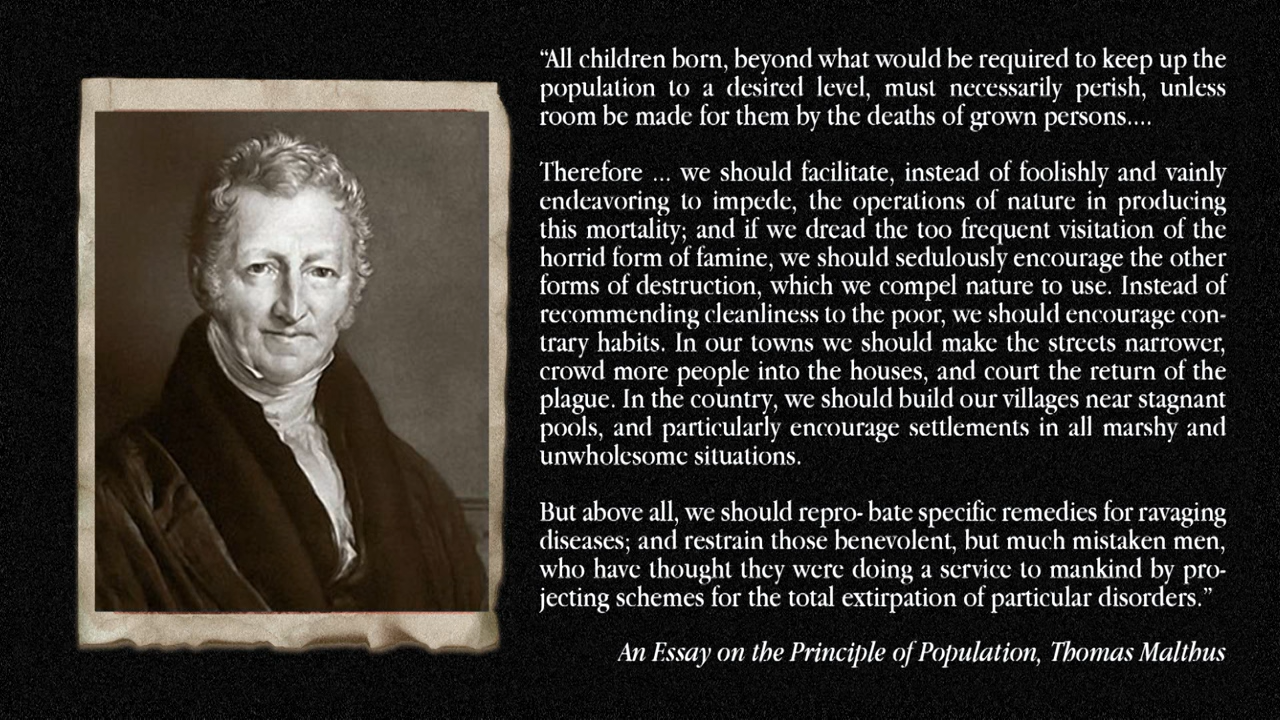 “All children born, beyond what would be required to keep up the
population to a desired level, must necessarily perish, unless
room be made for them by the deaths of grown persons....
Therefore ... we should facilitate, instead of foolishly and vainly
endeavoring to impede, the operations of nature in producing
this mortality; and if we dread the too frequent visitation of the
horrid form of famine, we should sedulously encourage the other
forms of destruction, which we compel nature to use. Instead of
recommending cleanliness to the poor, we should encourage con-
trary habits. In our towns we should make the streets narrower,
crowd more people into the houses, and court the return of the
plague. In the country, we should build our villages near stagnant
pools, and particularly encourage settlements in all marshy and
unwholesome situations.
But above all, we should repro- bate specific remedies for ravaging
diseases; and restrain those benevolent, but much mistaken men,
who have thought they were doing a service to mankind by pro-
jecting schemes for the total extirpation of particular disorders.”
An Essay on the Principle of Population, Thomas Malthus